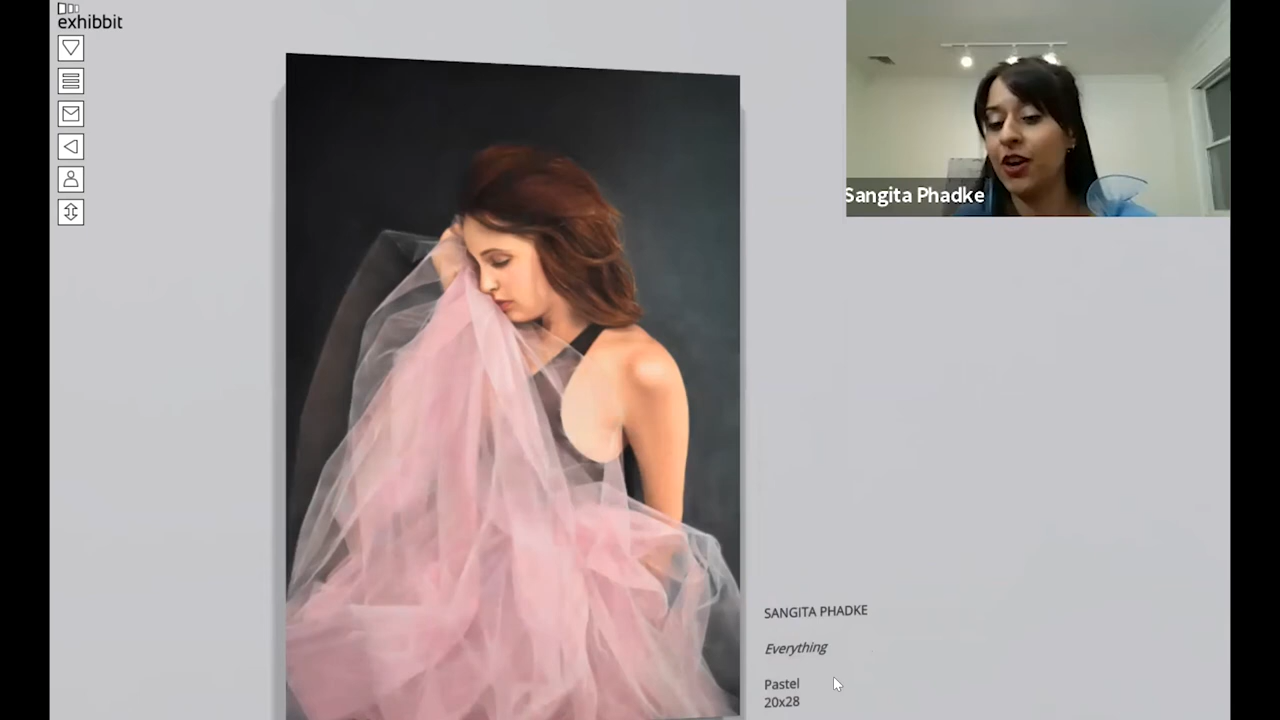 exhibbit
Sangita Phadke
SANGITA PHADKE
Everything
Pastel
20x28